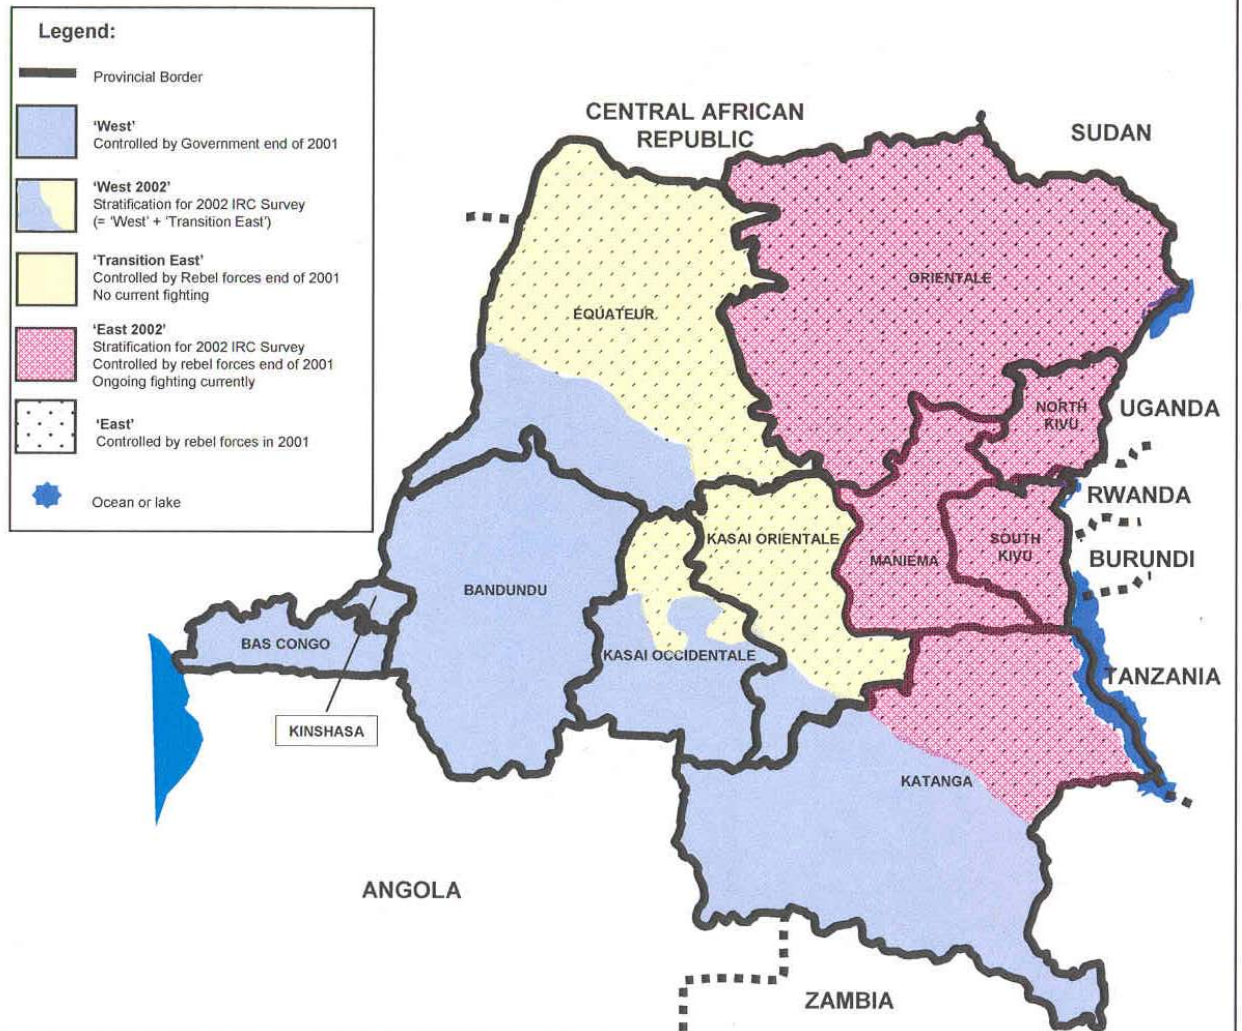 Legend:
Provincial Border
'West'
Controlled by Government end of 2001
'West 2002'
Stratification for 2002 IRC Survey
(= 'West' + 'Transition East')
'Transition East'
Controlled by Rebel forces end of 2001
No current fighting
'East 2002'
Stratification for 2002 IRC Survey
Controlled by rebel forces end of 2001
Ongoing fighting currently
'East'
Controlled by rebel forces in 2001
Ocean or lake
CENTRAL AFRICAN
REPUBLIC
SUDAN
ORIENTALE
ÉQUATEUR
NORTH
KIVU
UGANDA
RWANDA
KASAI ORIENTALE
SOUTH
KIVU
MANIEMA
BURUNDI
BANDUNDU
BAS CONGO
KASAI OCCIDENTALE
TANZANIA
KINSHASA
KATANGA
ANGOLA
ZAMBIA